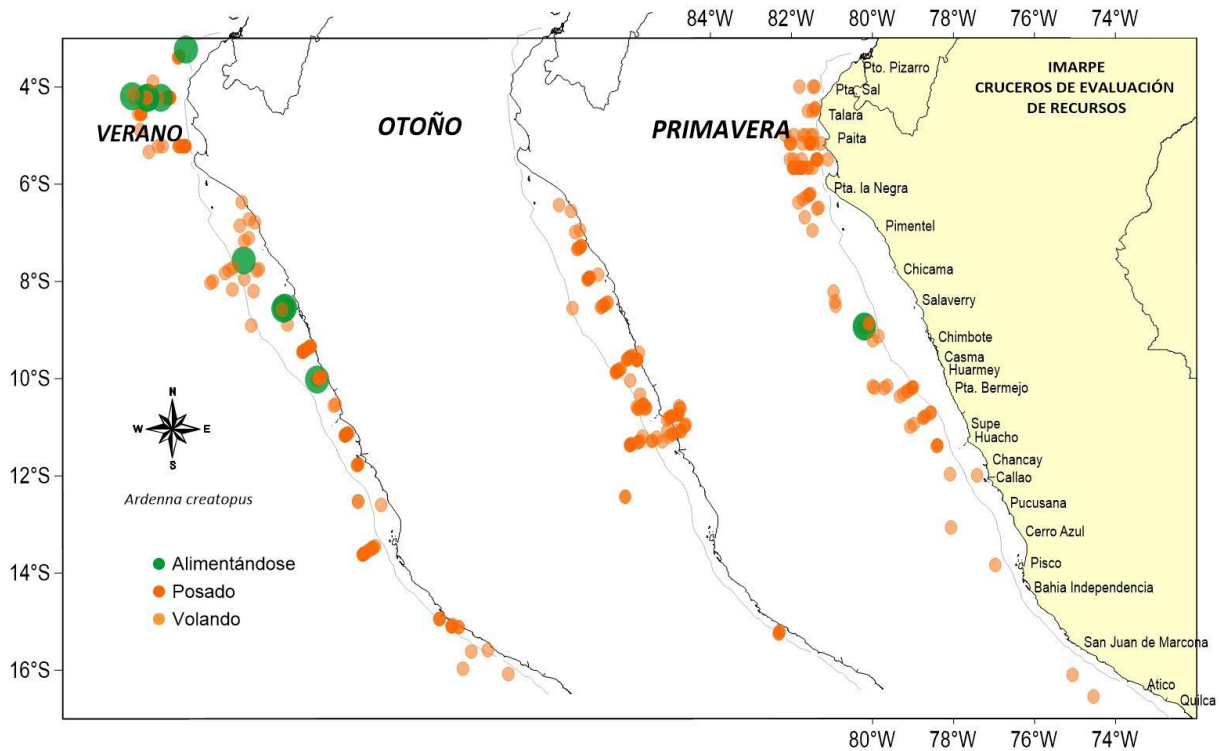 84°W
82°W
80°W
78°W
76°W
74°W
4°S
6°S
8°S
10°S
12°S
14°S
16°S
VERANO
OTOÑO
PRIMAVERA
IMARPE
CRUCEROS DE EVALUACIÓN
DE RECURSOS
Pto. Pizarro
Pta. Sal
Talara
Paita
Pta. la Negra
Pimentel
Chicama
Salaverry
Chimbote
Casma
Huarmey
Pta. Bermejo
Supe
Huacho
Chancay
Callao
Pucusana
Cerro Azul
Pisco
Bahia Independencia
San Juan de Marcona
Atico
Quilca
N
W E
S
Ardenna creatopus
Alimentándose
Posado
Volando
80°W
78°W
76°W
74°W